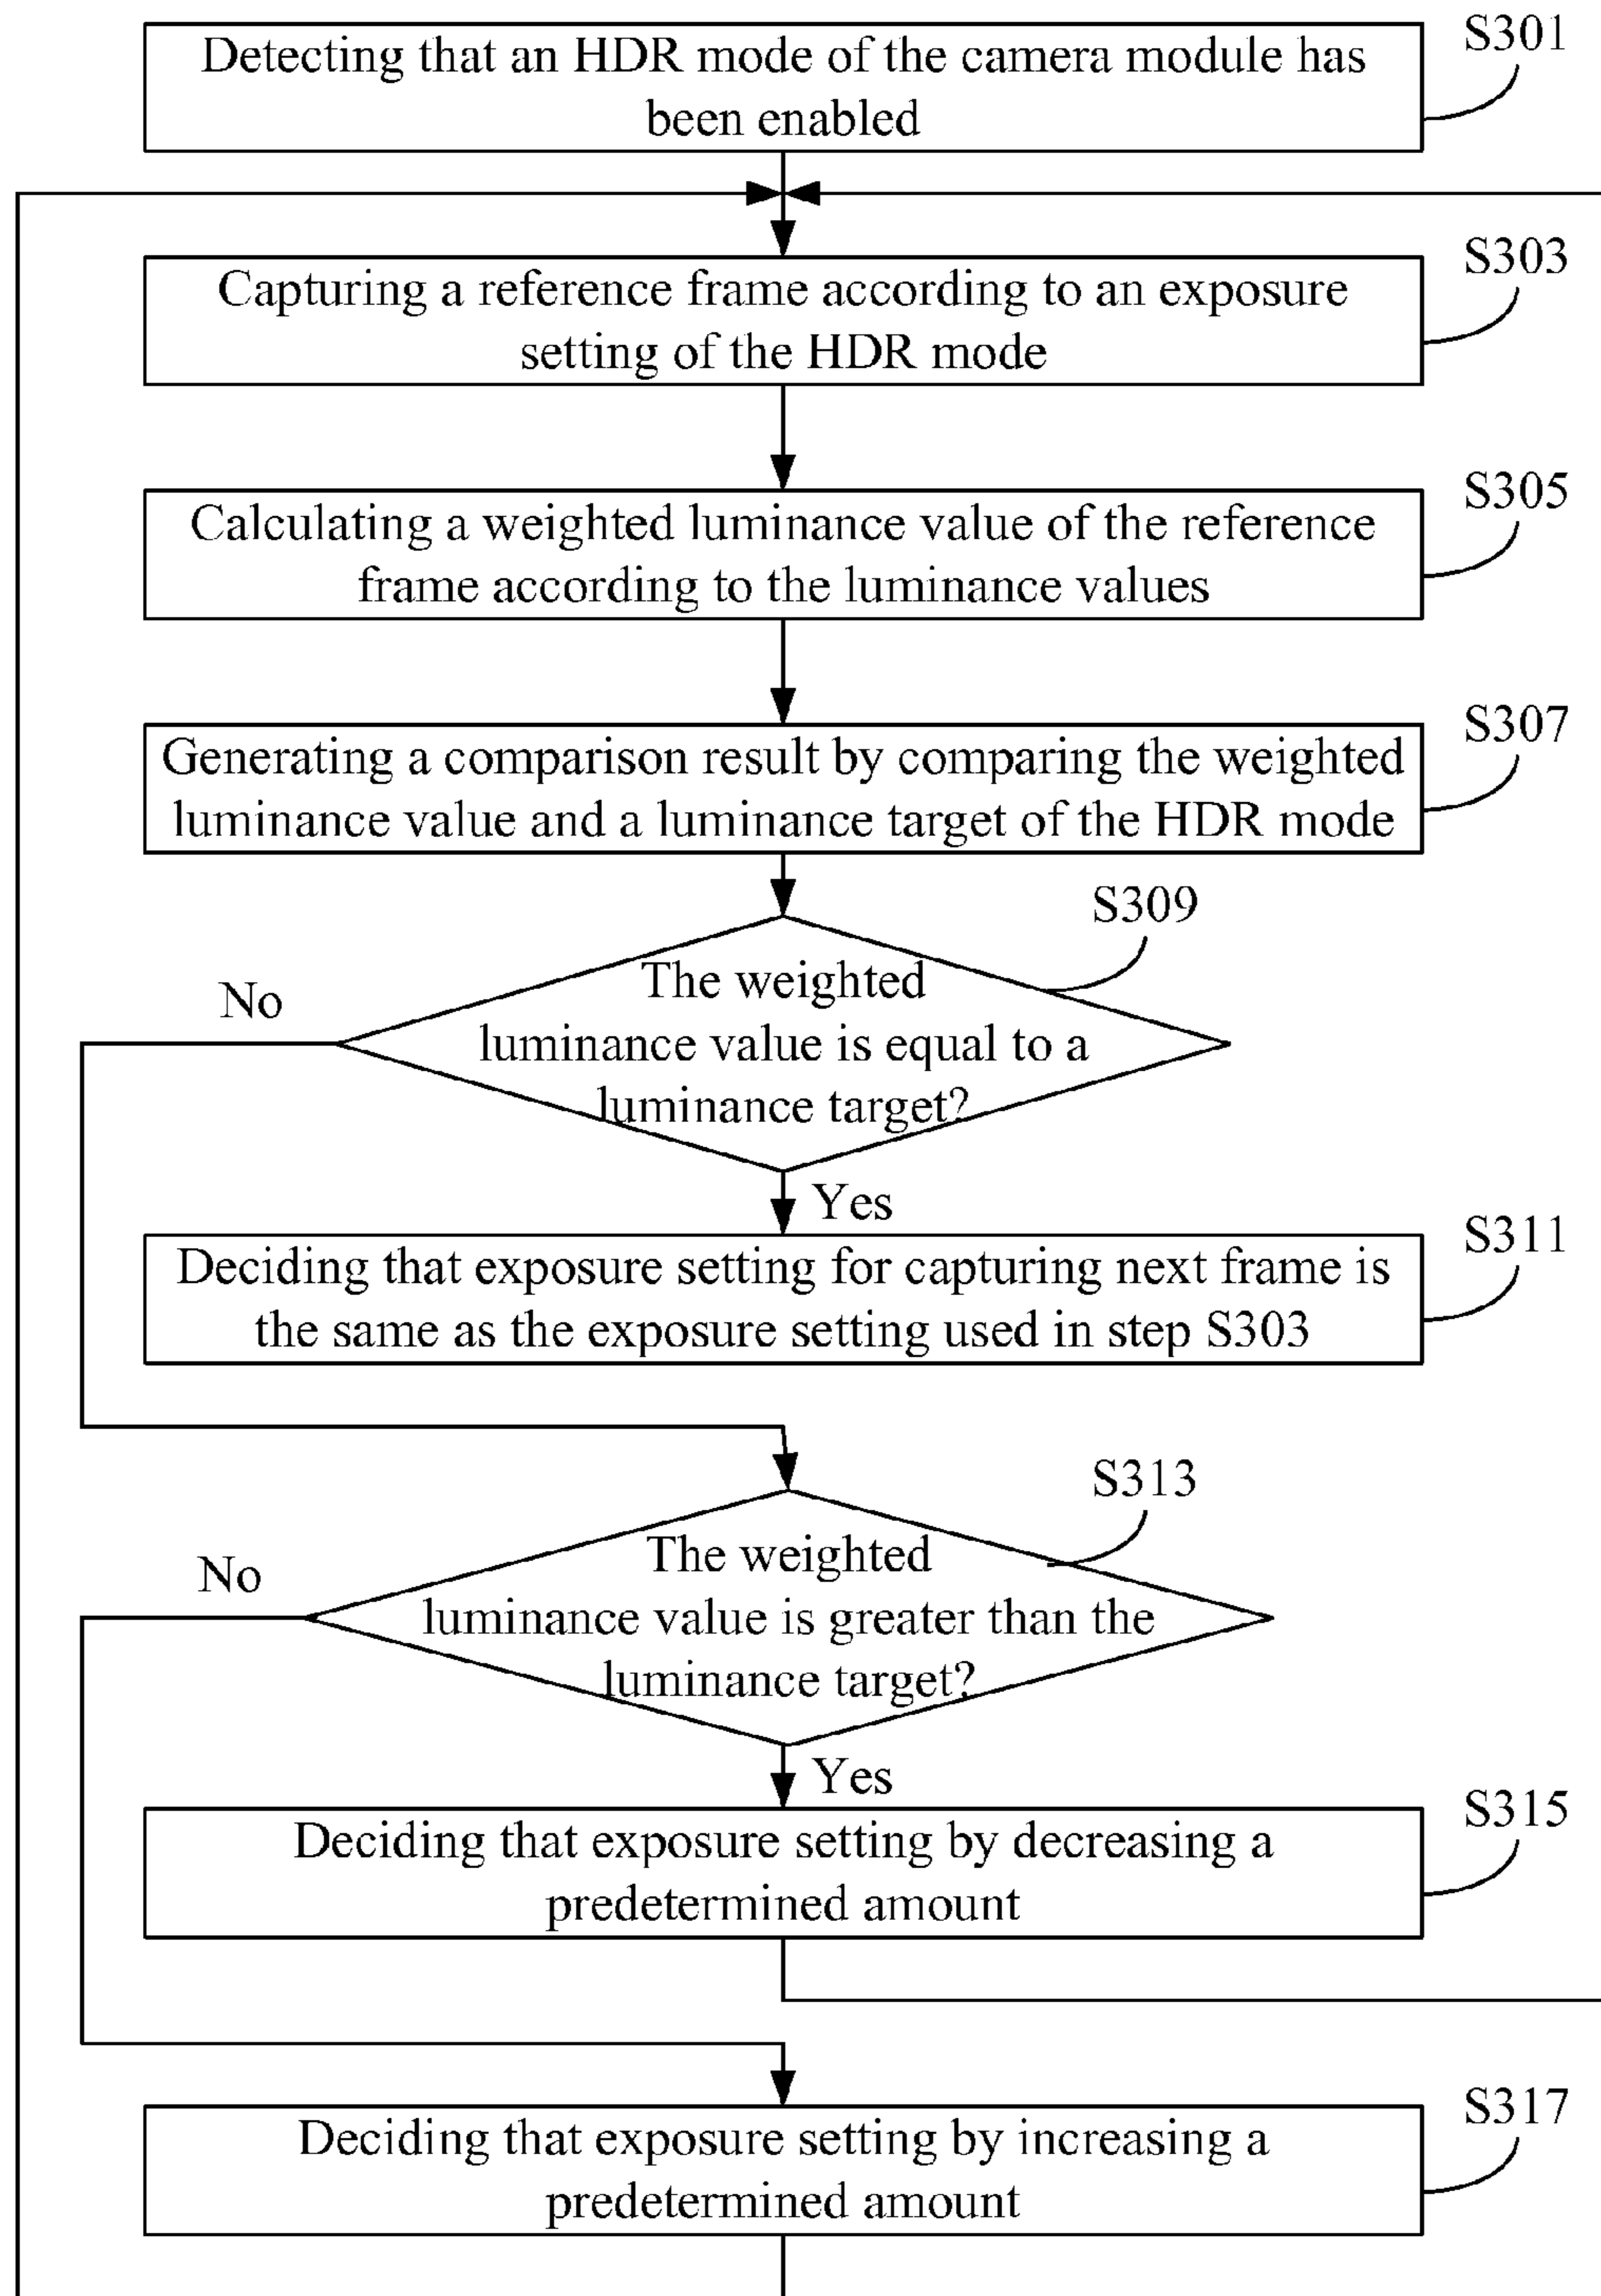 S301
Detecting that an HDR mode of the camera module has
been enabled
S303
Capturing a reference frame according to an exposure
setting of the HDR mode
S305
Calculating a weighted luminance value of the reference
frame according to the luminance values
S307
Generating a comparison result by comparing the weighted
luminance value and a luminance target of the HDR mode
S309
No
The weighted
luminance value is equal to a
luminance target?
Yes
S311
Deciding that exposure setting for capturing next frame is
the same as the exposure setting used in step S303
S313
No
The weighted
luminance value is greater than the
luminance target?
Yes
S315
Deciding that exposure setting by decreasing a
predetermined amount
S317
Deciding that exposure setting by increasing a
predetermined amount